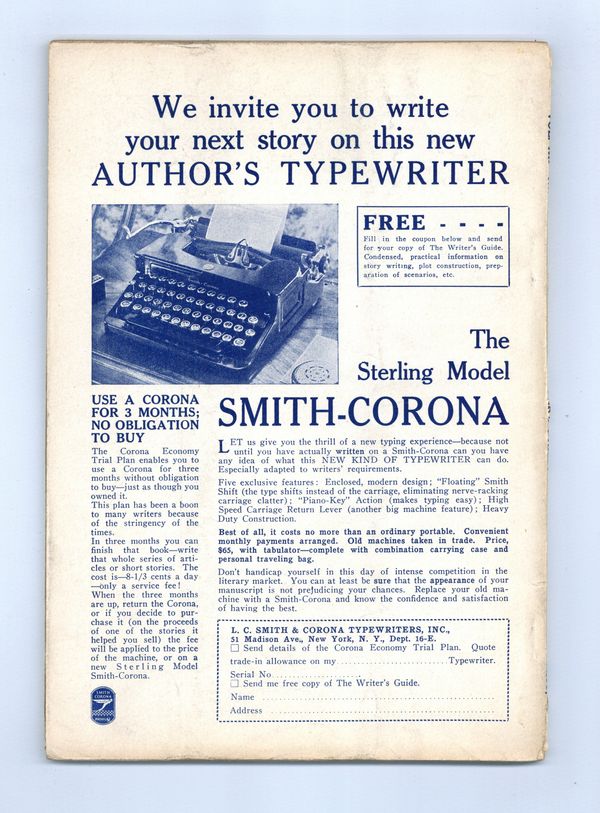 We invite you to write
your next story on this new
AUTHOR'S TYPEWRITER
FREE - - - -
Fill in the coupon below and send
for your copy of The Writer's Guide.
Condensed, practical information on
story writing, plot construction, prep-
aration of scenarios, etc.
The
Sterling Model
SMITH-CORONA
USE A CORONA
FOR 3 MONTHS;
NO OBLIGATION
TO BUY
The Corona Economy
Trial Plan enables you to
use a Corona for three
months without obligation
to buy—just as though you
owned it.
This plan has been a boon
to many writers because
of the stringency of the
times.
In three months you can
finish that book—write
that whole series of arti-
cles or short stories. The
cost is—8-1/3 cents a day
—only a service fee!
When the three months
are up, return the Corona,
or if you decide to pur-
chase it (on the proceeds
of one of the stories it
helped you sell) the fee
will be applied to the price
of the machine, or on a
new Sterling Model
Smith-Corona.
SMITH
CORONA
LET us give you the thrill of a new typing experience—because not
until you have actually written on a Smith-Corona can you have
any idea of what this NEW KIND OF TYPEWRITER can do.
Especially adapted to writers' requirements.
Five exclusive features: Enclosed, modern design; "Floating" Smith
Shift (the type shifts instead of the carriage, eliminating nerve-racking
carriage clatter); "Piano-Key" Action (makes typing easy); High
Speed Carriage Return Lever (another big machine feature); Heavy
Duty Construction.
Best of all, it costs no more than an ordinary portable. Convenient
monthly payments arranged. Old machines taken in trade. Price,
$65, with tabulator—complete with combination carrying case and
personal traveling bag.
Don't handicap yourself in this day of intense competition in the
literary market. You can at least be sure that the appearance of your
manuscript is not prejudicing your chances. Replace your old ma-
chine with a Smith-Corona and know the confidence and satisfaction
of having the best.
L. C. SMITH & CORONA TYPEWRITERS, INC.,
51 Madison Ave., New York, N. Y., Dept. 16-E.
☐ Send details of the Corona Economy Trial Plan. Quote
trade-in allowance on my ............................ Typewriter.
Serial No. ....................
☐ Send me free copy of The Writer's Guide.
Name ............................................................
Address ............................................................